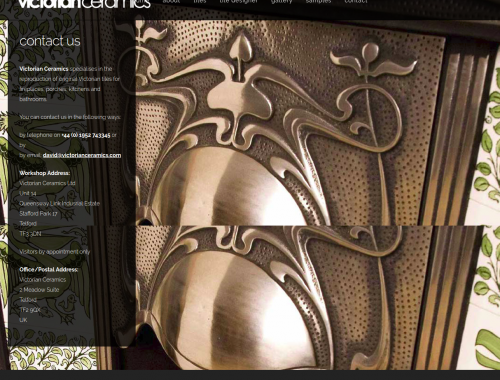 victorianceramics
about tiles tile designer gallery samples contact
contact us
Victorian Ceramics specialises in the
reproduction of original Victorian tiles for
fireplaces, porches, kitchens and
bathrooms.
You can contact us in the following ways:
by telephone on +44 (0) 1952 743345 or
by
by email: david@victorianceramics.com
Workshop Address:
Victorian Ceramics Ltd
Unit 14
Queensway Link Industrial Estate
Stafford Park 17
Telford
TF3 3DN
Visitors by appointment only
Office/Postal Address:
Victorian Ceramics
2 Meadow Suite
Telford
TF2 9QX
UK